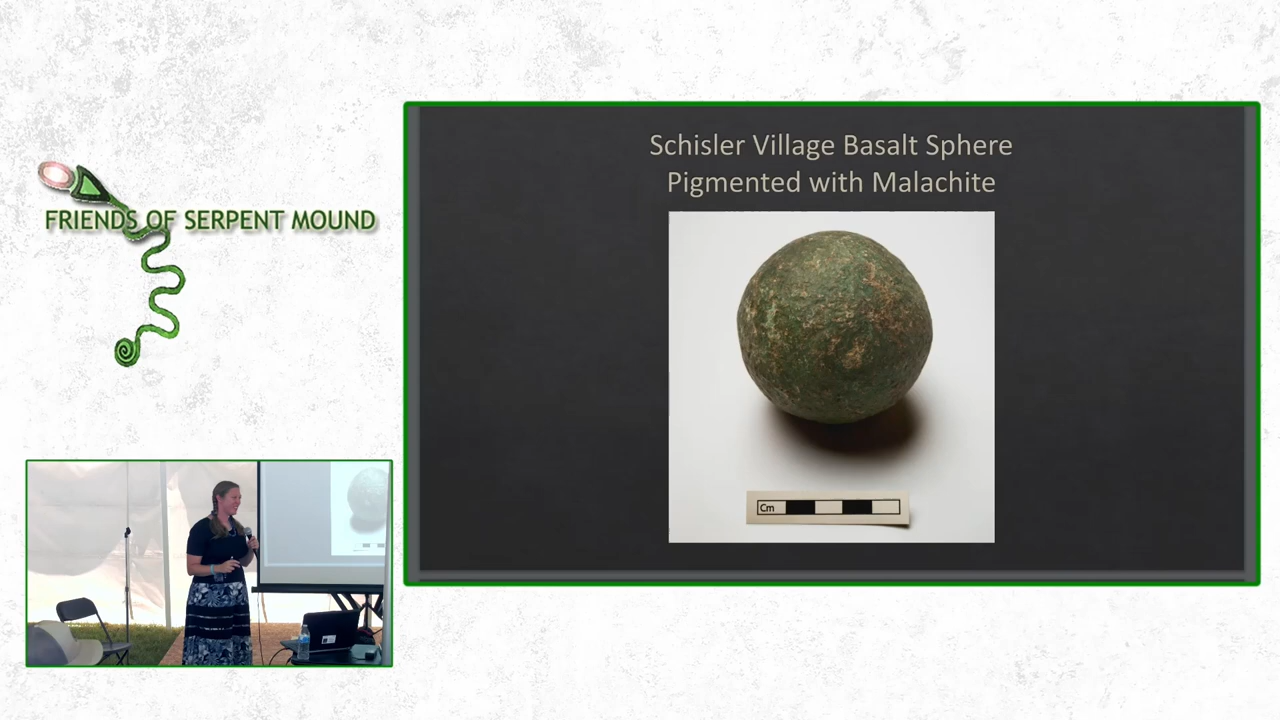 FRIENDS OF SERPENT MOUND
Schisler Village Basalt Sphere
Pigmented with Malachite
Cm